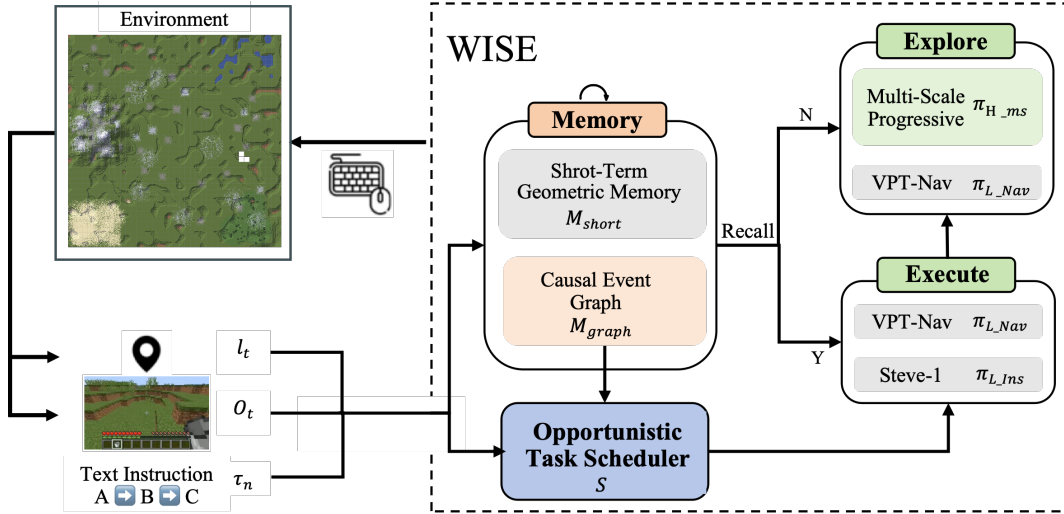 Environment
WISE
Memory
Shrot-Term
Geometric Memory
M_short
Causal Event
Graph
M_graph
Recall
N
Y
Explore
Multi-Scale
Progressive
π_H_ms
VPT-Nav π_L_Nav
Execute
VPT-Nav π_L_Nav
Steve-1 π_L_Ins
Opportunistic
Task Scheduler
S
l_t
O_t
τ_n
Text Instruction
A ➡ B ➡ C